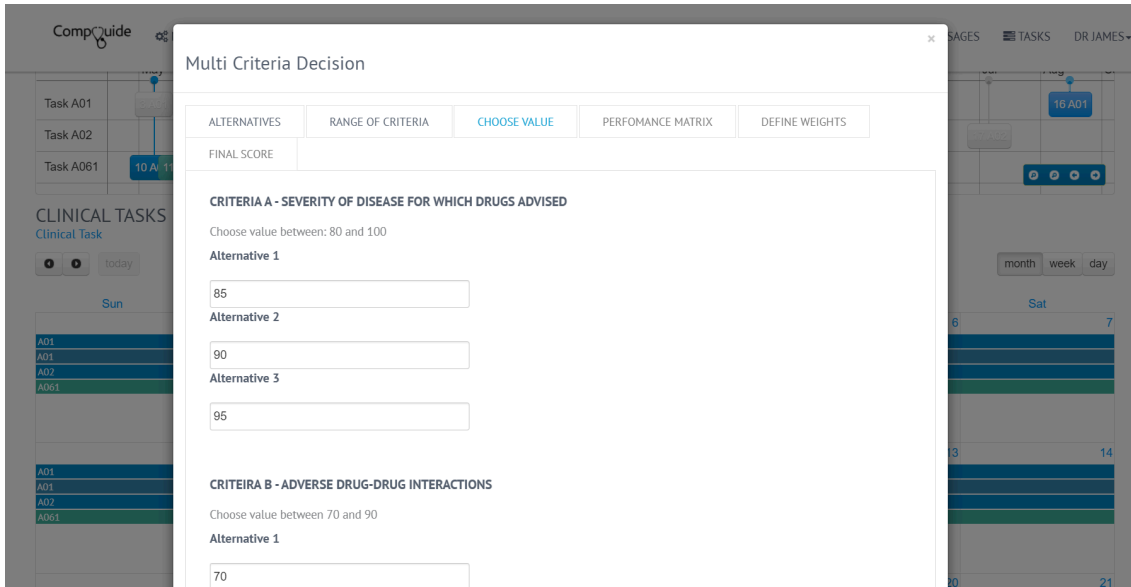 CompGuide
SAGES
TASKS
DR JAMES
Multi Criteria Decision
×
May
Aug
Task A01
16 A01
Task A02
Task A061
10 A
11
ALTERNATIVES
RANGE OF CRITERIA
CHOOSE VALUE
PERFOMANCE MATRIX
DEFINE WEIGHTS
FINAL SCORE
CLINICAL TASKS
Clinical Task
today
month
week
day
Sun
Sat
CRITERIA A - SEVERITY OF DISEASE FOR WHICH DRUGS ADVISED
Choose value between: 80 and 100
Alternative 1
85
Alternative 2
90
Alternative 3
95
6
7
A01
A01
A02
A061
13
14
A01
A01
A02
A061
CRITEIRA B - ADVERSE DRUG-DRUG INTERACTIONS
Choose value between 70 and 90
Alternative 1
70
20
21